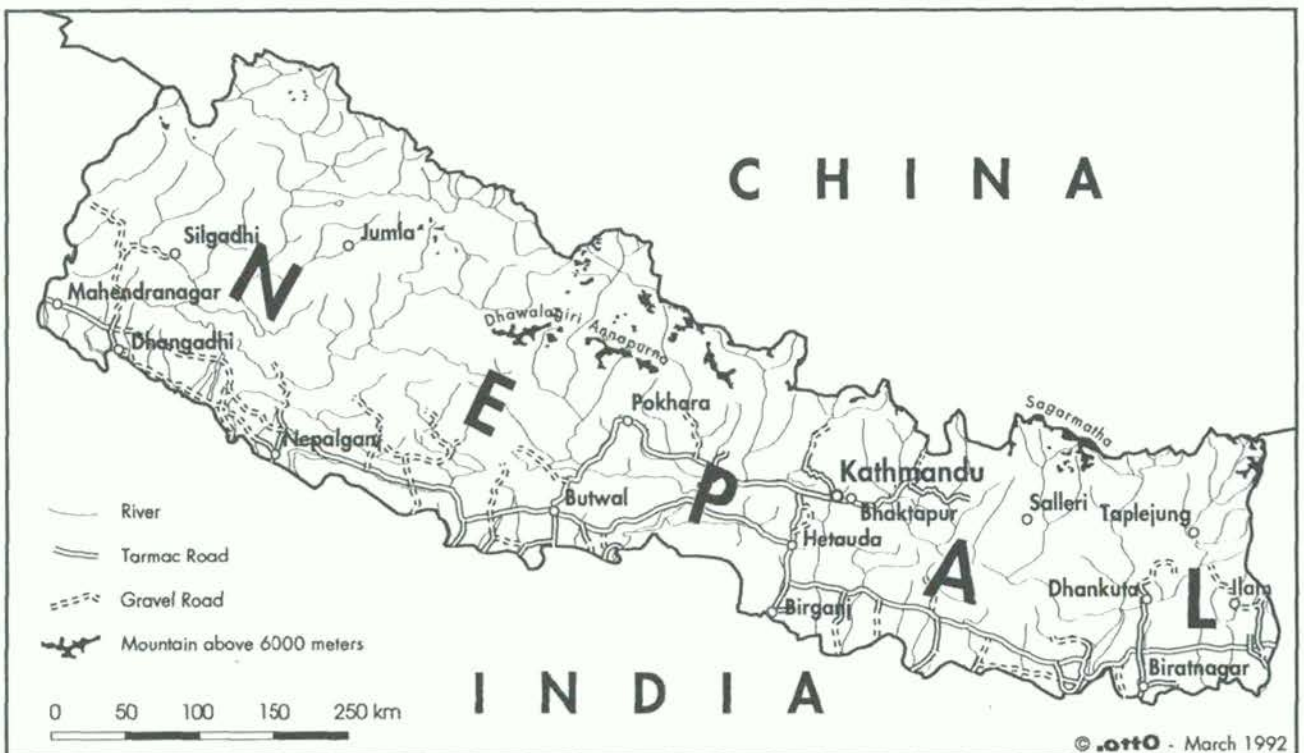 CHINA
Silgadhi
Jumla
N
Mahendranagar
Dhawalagiri Annapurna
Dhangadhi
E
Pokhara
Sagarmatha
Nepalganj
P
Kathmandu
Butwal
Bhaktapur
Salleri
Taplejung
River
Hetauda
A
Tarmac Road
Dhankuta
L
Ilam
Gravel Road
Birganj
Mountain above 6000 meters
Biratnagar
INDIA
0 50 100 150 250 km
© .ottO - March 1992